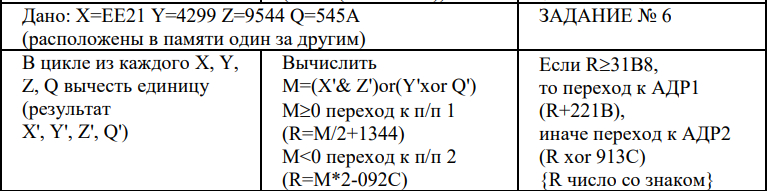 Дано: X=EE21 Y=4299 Z=9544 Q=545A
(расположены в памяти один за другим)
ЗАДАНИЕ № 6
В цикле из каждого X, Y,
Z, Q вычесть единицу
(результат
X', Y', Z', Q')
Вычислить
M=(X'& Z')or(Y'xor Q')
M≥0 переход к п/п 1
(R=M/2+1344)
M<0 переход к п/п 2
(R=M*2-092C)
Если R≥31B8,
то переход к АДР1
(R+221B),
иначе переход к АДР2
(R xor 913C)
{R число со знаком}